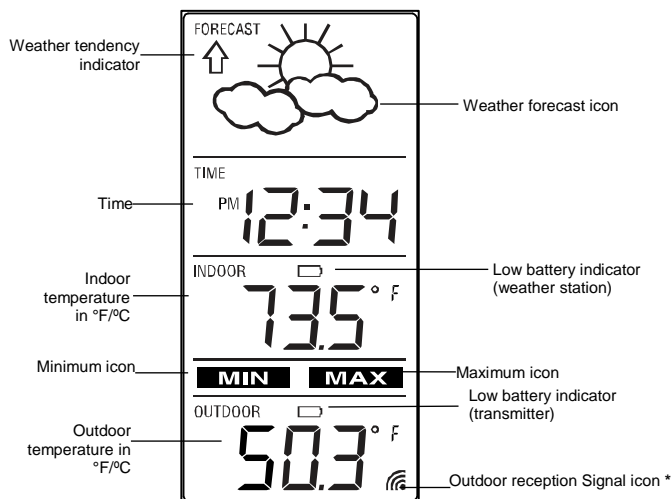 FORECAST
Weather tendency
indicator
Weather forecast icon
TIME
Time
PM 12:34
INDOOR
Low battery indicator
(weather station)
Indoor
temperature
in °F/ºC
73.5° F
Minimum icon
MIN MAX
Maximum icon
OUTDOOR
Low battery indicator
(transmitter)
Outdoor
temperature in
°F/ºC
50.3° F
Outdoor reception Signal icon *